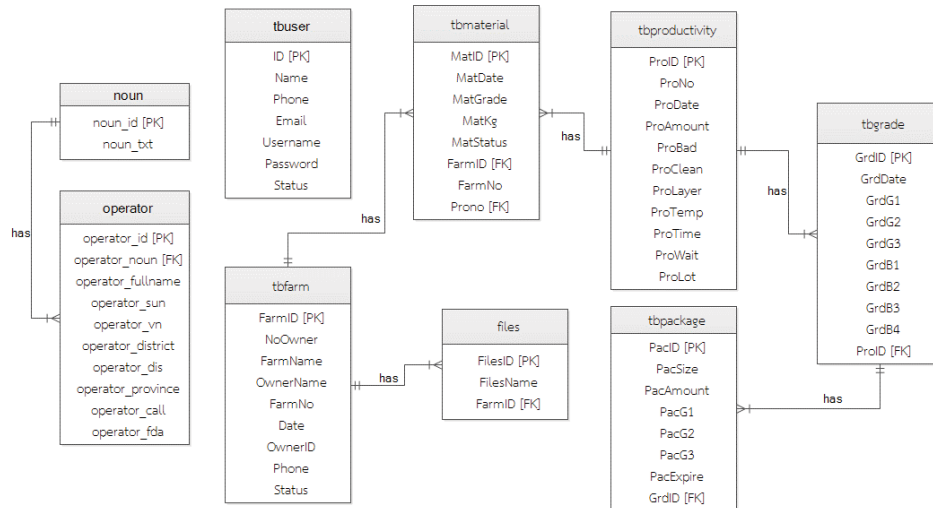 noun
noun_id [PK]
noun_txt
has
operator
operator_id [PK]
operator_noun [FK]
operator_fullname
operator_sun
operator_vn
operator_district
operator_dis
operator_province
operator_call
operator_fda
tbuser
ID [PK]
Name
Phone
Email
Username
Password
Status
has
tbfarm
FarmID [PK]
NoOwner
FarmName
OwnerName
FarmNo
Date
OwnerID
Phone
Status
has
tbmaterial
MatID [PK]
MatDate
MatGrade
MatKg
MatStatus
FarmID [FK]
FarmNo
Prono [FK]
files
FilesID [PK]
FilesName
FarmID [FK]
has
tbproductivity
ProID [PK]
ProNo
ProDate
ProAmount
ProBad
ProClean
ProLayer
ProTemp
ProTime
ProWait
ProLot
has
tbpackage
PacID [PK]
PacSize
PacAmount
PacG1
PacG2
PacG3
PacExpire
GrdID [FK]
has
tbgrade
GrdID [PK]
GrdDate
GrdG1
GrdG2
GrdG3
GrdB1
GrdB2
GrdB3
GrdB4
ProID [FK]